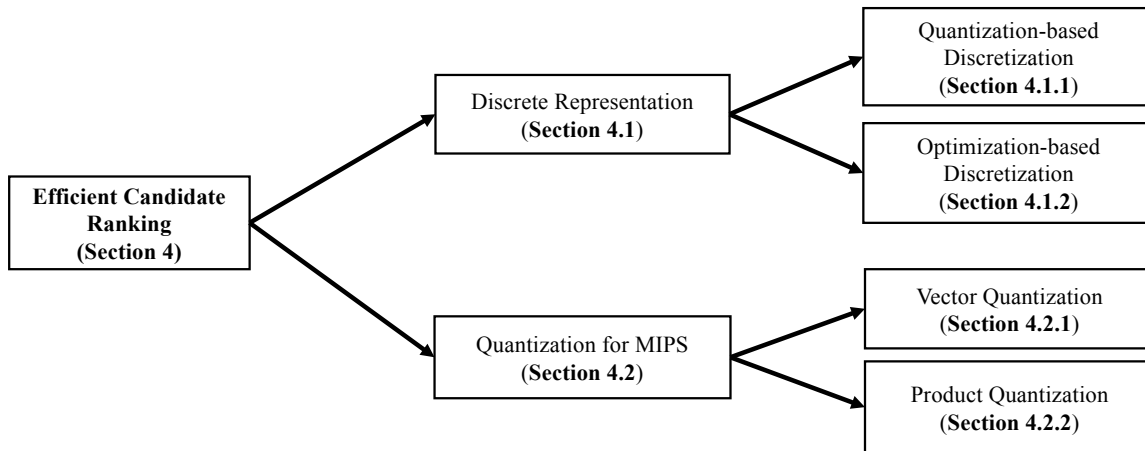 Efficient Candidate
Ranking
(Section 4)
Discrete Representation
(Section 4.1)
Quantization-based
Discretization
(Section 4.1.1)
Optimization-based
Discretization
(Section 4.1.2)
Quantization for MIPS
(Section 4.2)
Vector Quantization
(Section 4.2.1)
Product Quantization
(Section 4.2.2)